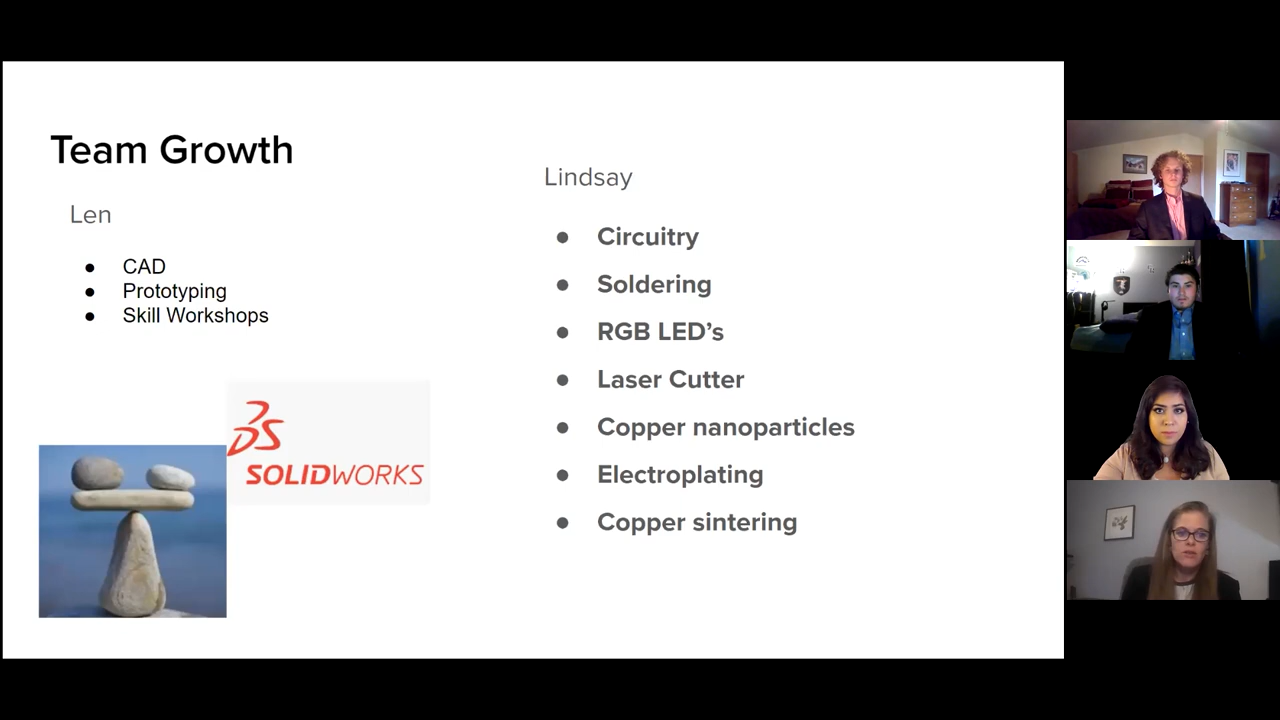 Team Growth
Len
● CAD
● Prototyping
● Skill Workshops
SOLIDWORKS
Lindsay
● Circuitry
● Soldering
● RGB LED’s
● Laser Cutter
● Copper nanoparticles
● Electroplating
● Copper sintering